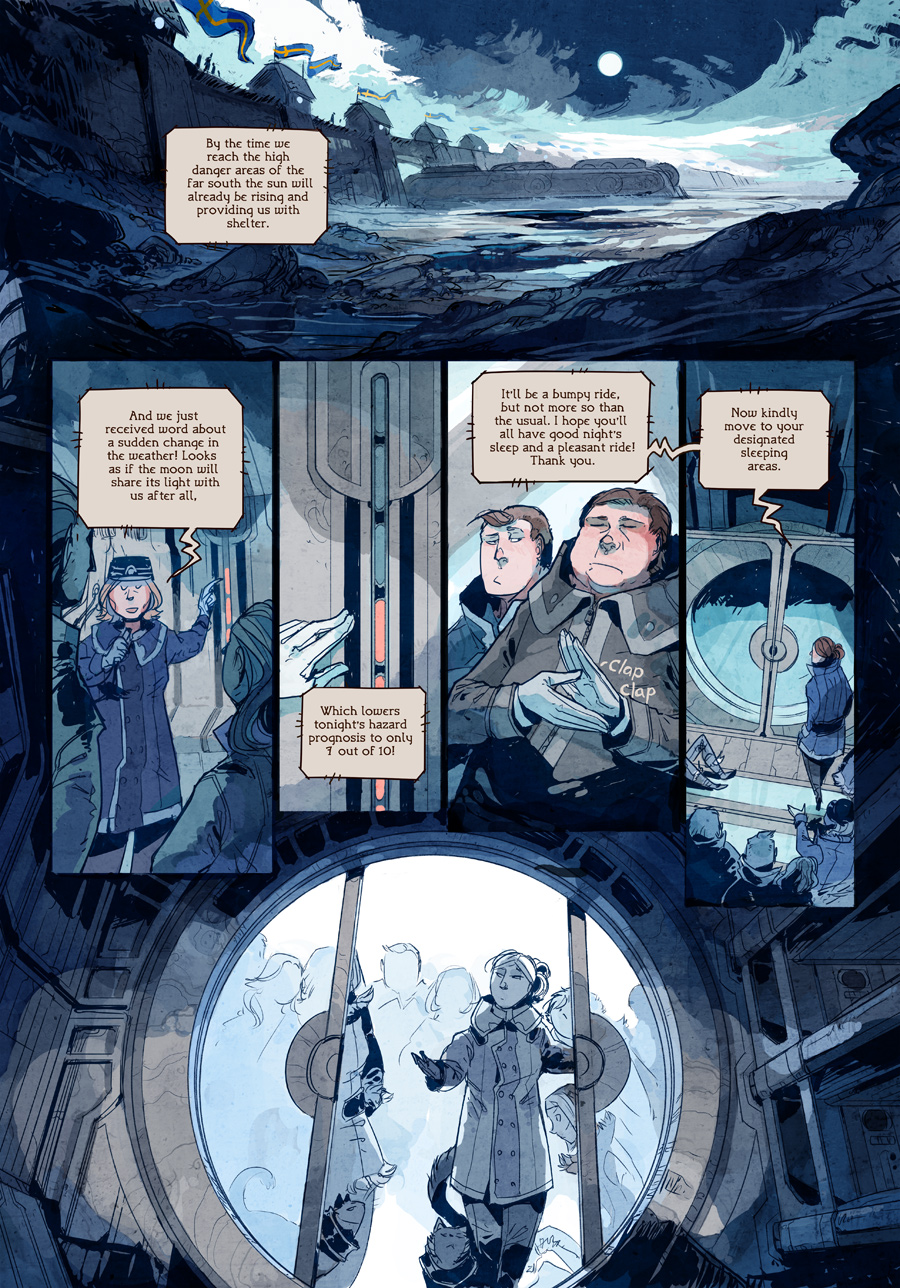 By the time we
reach the high
danger areas of the
far south the sun will
already be rising and
providing us with
shelter.
And we just
received word about
a sudden change in
the weather! Looks
as if the moon will
share its light with
us after all,
Which lowers
tonight's hazard
prognosis to only
7 out of 10!
It'll be a bumpy ride,
but not more so than
the usual. I hope you'll
all have good night's
sleep and a pleasant ride!
Thank you.
clap
clap
Now kindly
move to your
designated
sleeping
areas.